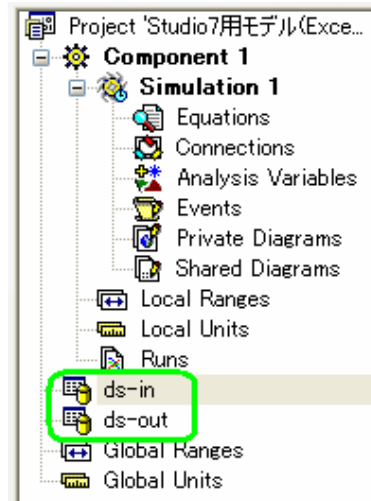 Project 'Studio7用モデル(Exce...
Component 1
Simulation 1
Equations
Connections
Analysis Variables
Events
Private Diagrams
Shared Diagrams
Local Ranges
Local Units
Runs
ds-in
ds-out
Global Ranges
Global Units